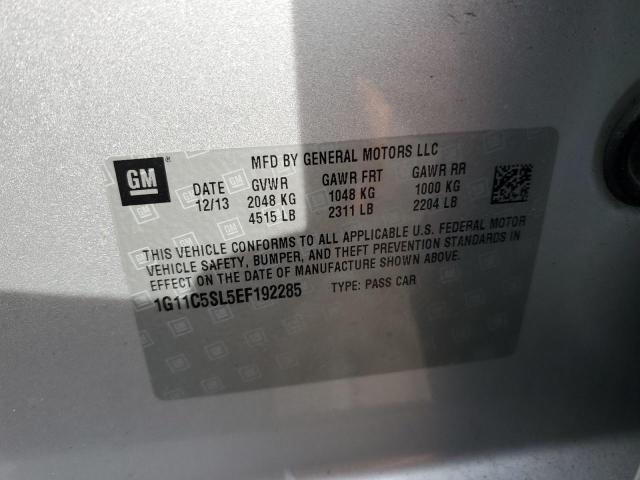 MFD BY GENERAL MOTORS LLC
GM®
DATE GVWR GAWR FRT GAWR RR
12/13 2048 KG 1048 KG 1000 KG
4515 LB 2311 LB 2204 LB
THIS VEHICLE CONFORMS TO ALL APPLICABLE U.S. FEDERAL MOTOR
VEHICLE SAFETY, BUMPER, AND THEFT PREVENTION STANDARDS IN
EFFECT ON THE DATE OF MANUFACTURE SHOWN ABOVE.
1G11C5SL5EF192285 TYPE: PASS CAR